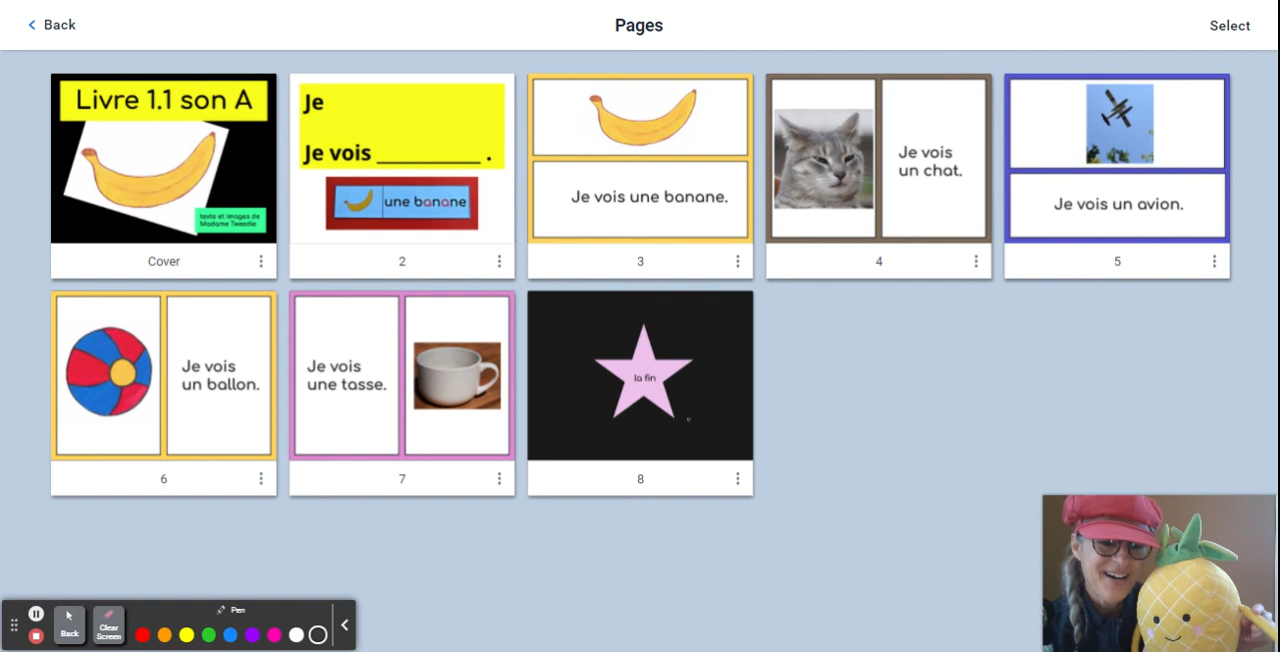 Back
Pages
Select
Livre 1.1 son A
texte et images de
Madame Tweedle
Cover
Je
Je vois __________ .
une banane
2
Je vois une banane.
3
Je vois
un chat.
4
Je vois un avion.
5
Je vois
un ballon.
6
Je vois
une tasse.
7
la fin
8
Back
Clear
Screen
Pen